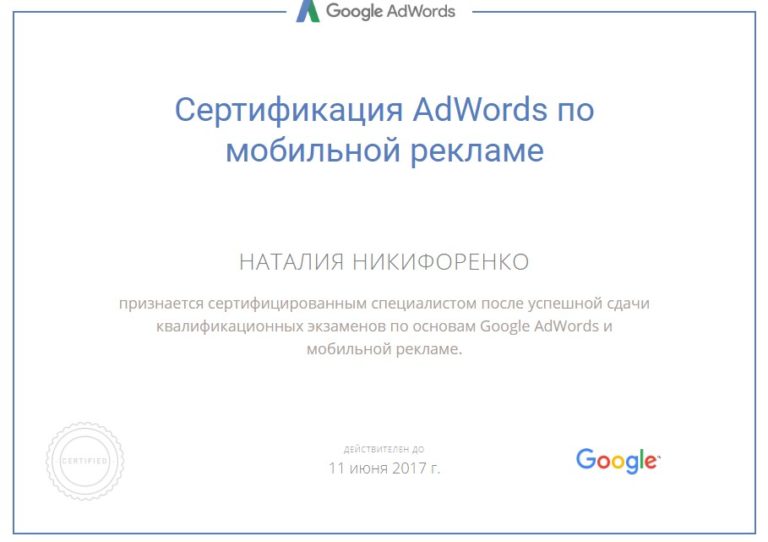 Google AdWords
Сертификация AdWords по
мобильной рекламе
НАТАЛИЯ НИКИФОРЕНКО
признается сертифицированным специалистом после успешной сдачи
квалификационных экзаменов по основам Google AdWords и
мобильной рекламе.
CERTIFIED
ДЕЙСТВИТЕЛЕН ДО
11 июня 2017 г.
Google